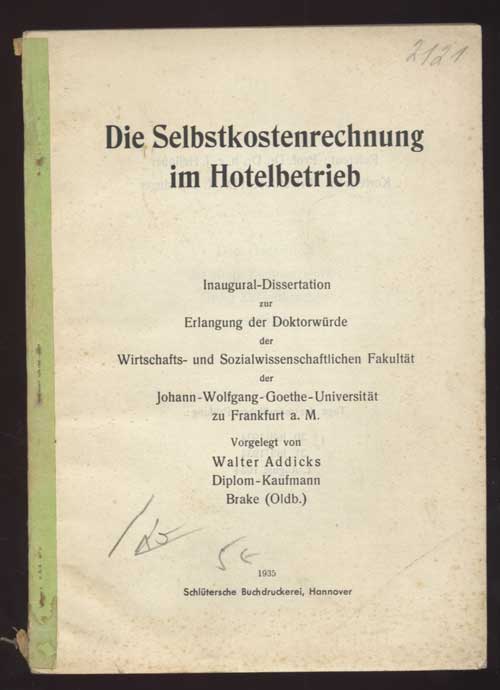 2121
Die Selbstkostenrechnung
im Hotelbetrieb
Inaugural-Dissertation
zur
Erlangung der Doktorwürde
der
Wirtschafts- und Sozialwissenschaftlichen Fakultät
der
Johann-Wolfgang-Goethe-Universität
zu Frankfurt a. M.
Vorgelegt von
Walter Addicks
Diplom-Kaufmann
Brake (Oldb.)
1935
Schlütersche Buchdruckerei, Hannover